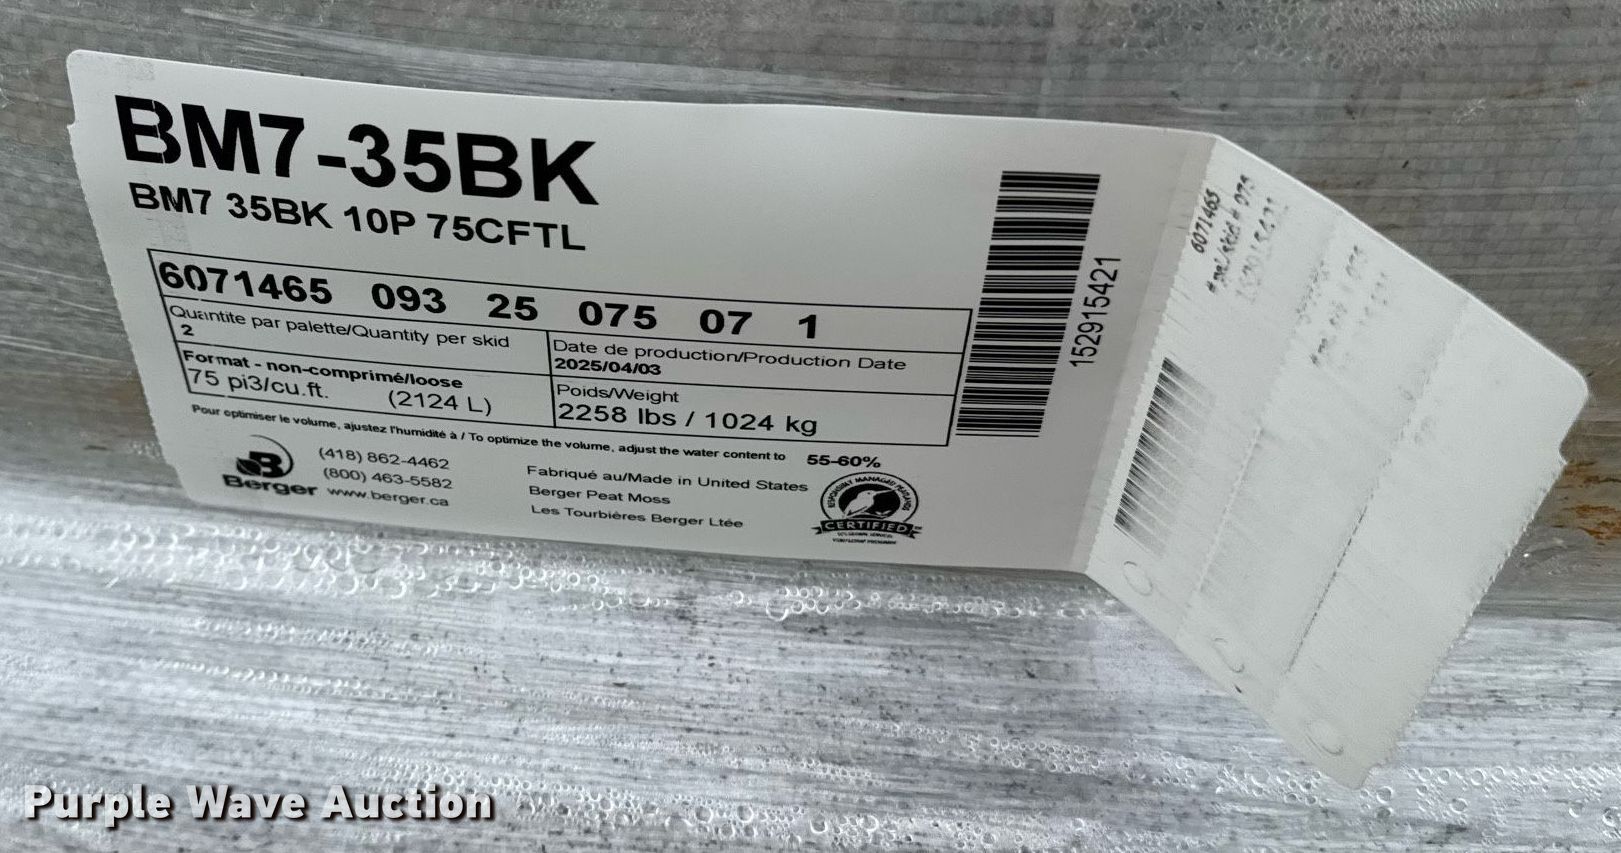 BM7-35BK
BM7 35BK 10P 75CFTL
6071465 093 25 075 07 1
Quantite par palette/Quantity per skid
2
Date de production/Production Date
2025/04/03
Format - non-comprimé/loose
75 pi3/cu.ft. (2124 L)
Poids/Weight
2258 lbs / 1024 kg
Pour optimiser le volume, ajustez l'humidité à / To optimize the volume, adjust the water content to 55-60%
B
Berger
(418) 862-4462
(800) 463-5582
www.berger.ca
Fabriqué au/Made in United States
Berger Peat Moss
Les Tourbières Berger Ltée
RESPONSIBLY MANAGED PEATLANDS
CERTIFIED
152915421
6071465
075
Purple Wave Auction